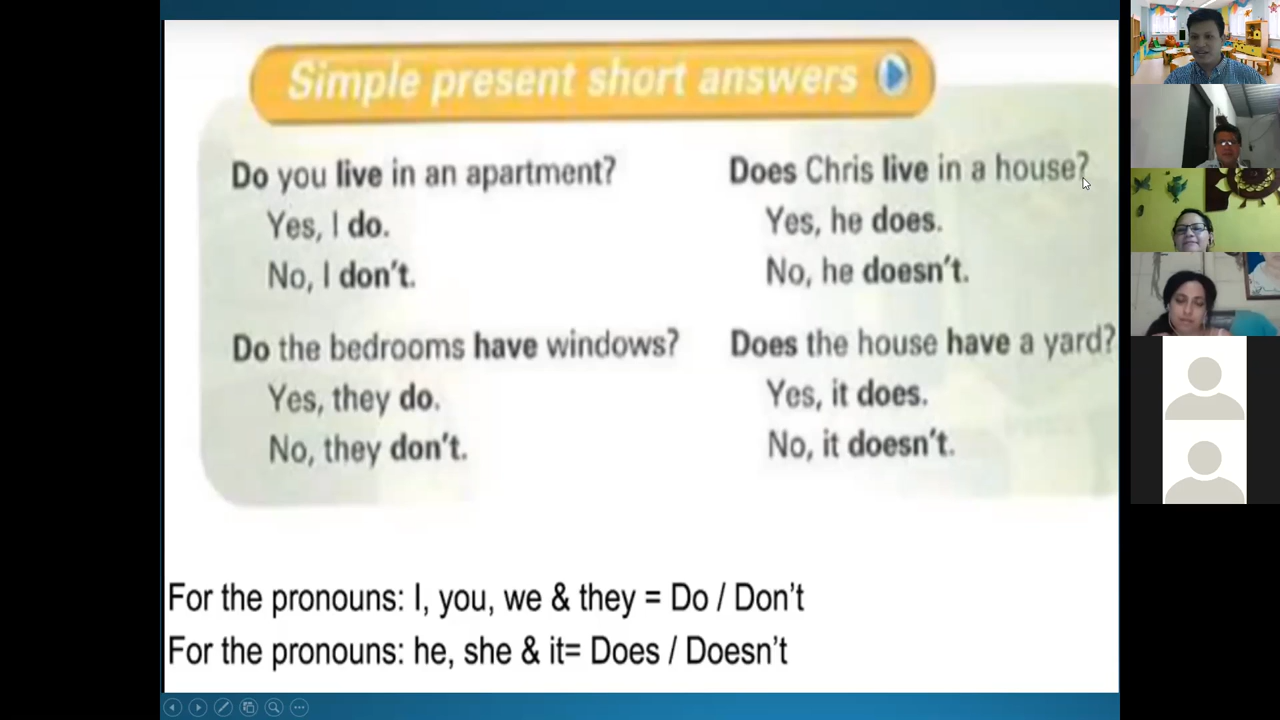 Simple present short answers
Do you live in an apartment?
Yes, I do.
No, I don't.
Does Chris live in a house?
Yes, he does.
No, he doesn't.
Do the bedrooms have windows?
Yes, they do.
No, they don't.
Does the house have a yard?
Yes, it does.
No, it doesn't.
For the pronouns: I, you, we & they = Do / Don't
For the pronouns: he, she & it= Does / Doesn't